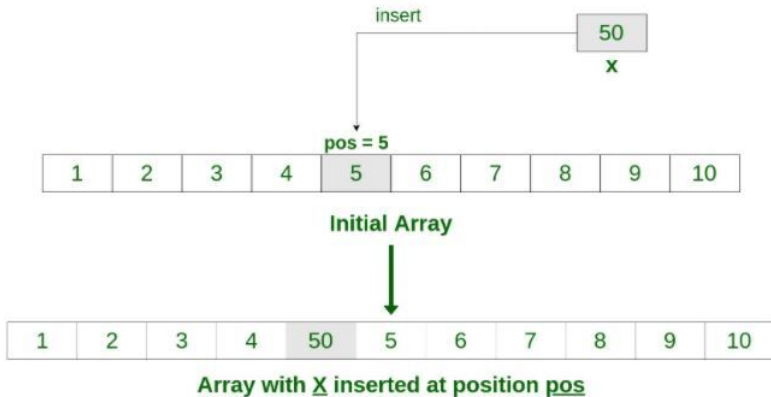 insert
50
x
pos = 5
1 2 3 4 5 6 7 8 9 10
Initial Array
1 2 3 4 50 5 6 7 8 9 10
Array with X inserted at position pos